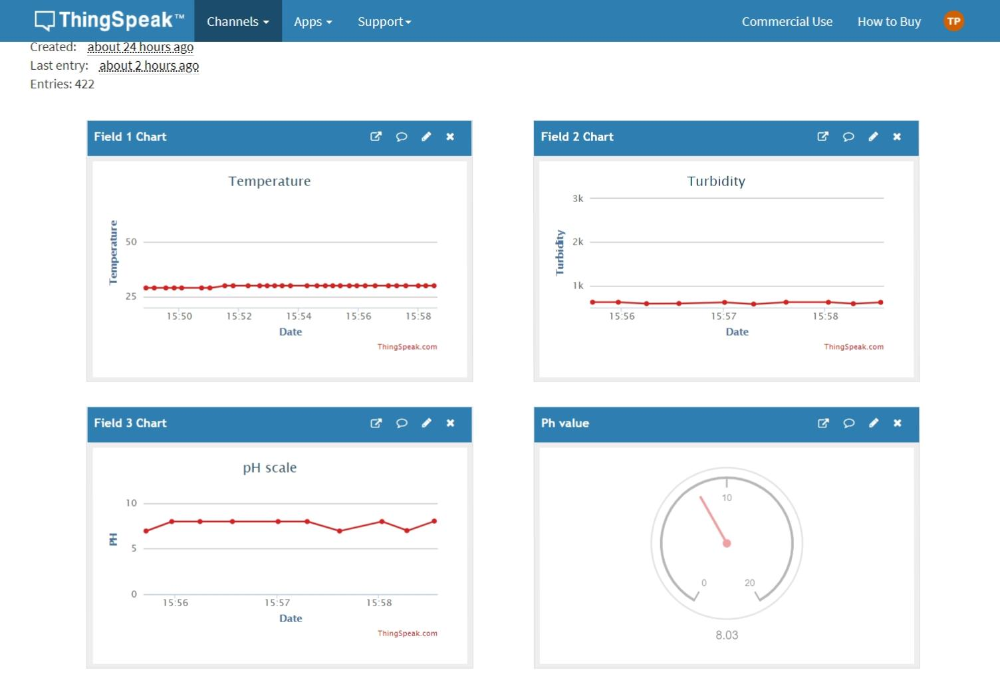 ThingSpeak™ Channels Apps Support Commercial Use How to Buy TP
Created: about 24 hours ago
Last entry: about 2 hours ago
Entries: 422
Field 1 Chart
Temperature
Temperature
50
25
15:50 15:52 15:54 15:56 15:58
Date
ThingSpeak.com
Field 2 Chart
Turbidity
Turbidity
3k
2k
1k
15:56 15:57 15:58
Date
ThingSpeak.com
Field 3 Chart
pH scale
PH
10
5
0
15:56 15:57 15:58
Date
ThingSpeak.com
Ph value
10
0 20
8.03